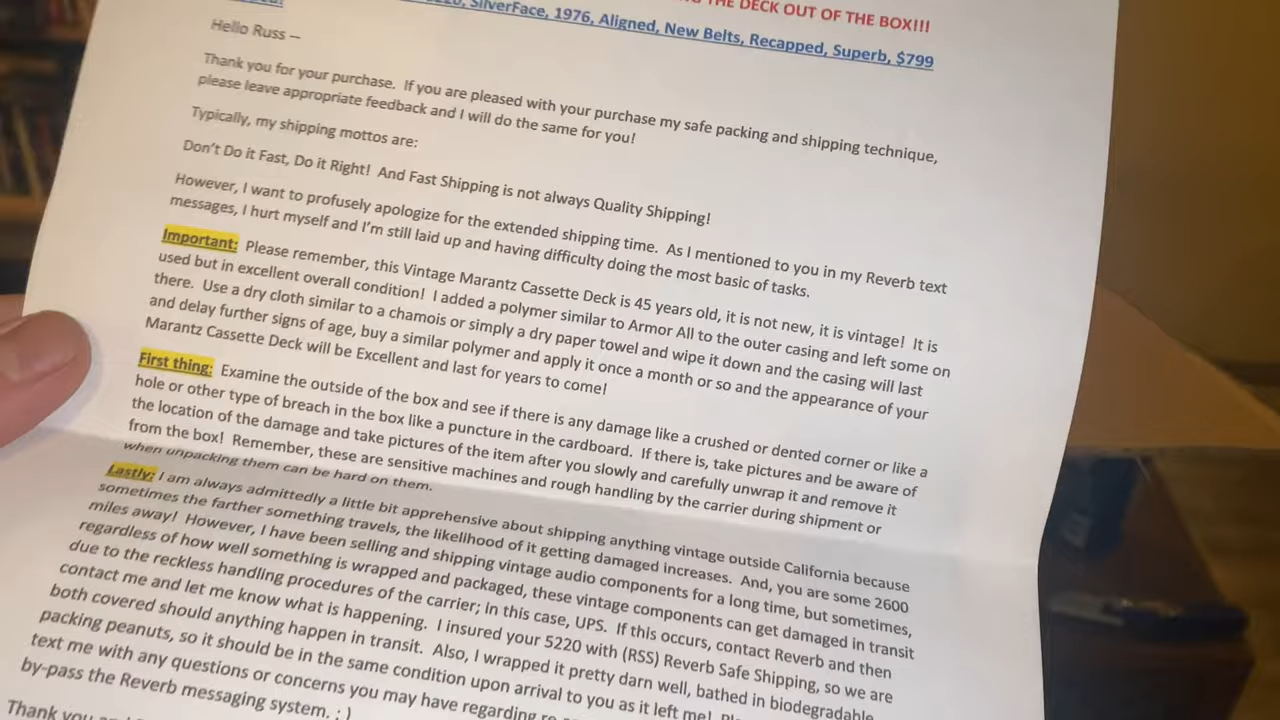 THE DECK OUT OF THE BOX!!!
SilverFace, 1976, Aligned, New Belts, Recapped, Superb, $799
Hello Russ –
Thank you for your purchase. If you are pleased with your purchase my safe packing and shipping technique,
please leave appropriate feedback and I will do the same for you!
Typically, my shipping mottos are:
Don't Do it Fast, Do it Right! And Fast Shipping is not always Quality Shipping!
However, I want to profusely apologize for the extended shipping time. As I mentioned to you in my Reverb text
messages, I hurt myself and I'm still laid up and having difficulty doing the most basic of tasks.
Important: Please remember, this Vintage Marantz Cassette Deck is 45 years old, it is not new, it is vintage! It is
used but in excellent overall condition! I added a polymer similar to Armor All to the outer casing and left some on
there. Use a dry cloth similar to a chamois or simply a dry paper towel and wipe it down and the casing will last
and delay further signs of age, buy a similar polymer and apply it once a month or so and the appearance of your
Marantz Cassette Deck will be Excellent and last for years to come!
First thing: Examine the outside of the box and see if there is any damage like a crushed or dented corner or like a
hole or other type of breach in the box like a puncture in the cardboard. If there is, take pictures and be aware of
the location of the damage and take pictures of the item after you slowly and carefully unwrap it and remove it
from the box! Remember, these are sensitive machines and rough handling by the carrier during shipment or
when unpacking them can be hard on them.
Lastly: I am always admittedly a little bit apprehensive about shipping anything vintage outside California because
sometimes the farther something travels, the likelihood of it getting damaged increases. And, you are some 2600
miles away! However, I have been selling and shipping vintage audio components for a long time, but sometimes,
regardless of how well something is wrapped and packaged, these vintage components can get damaged in transit
due to the reckless handling procedures of the carrier; In this case, UPS. If this occurs, contact Reverb and then
contact me and let me know what is happening. I insured your 5220 with (RSS) Reverb Safe Shipping, so we are
both covered should anything happen in transit. Also, I wrapped it pretty darn well, bathed in biodegradable
packing peanuts, so it should be in the same condition upon arrival to you as it left me!
text me with any questions or concerns you may have regarding
by-pass the Reverb messaging system. : )
Thank you